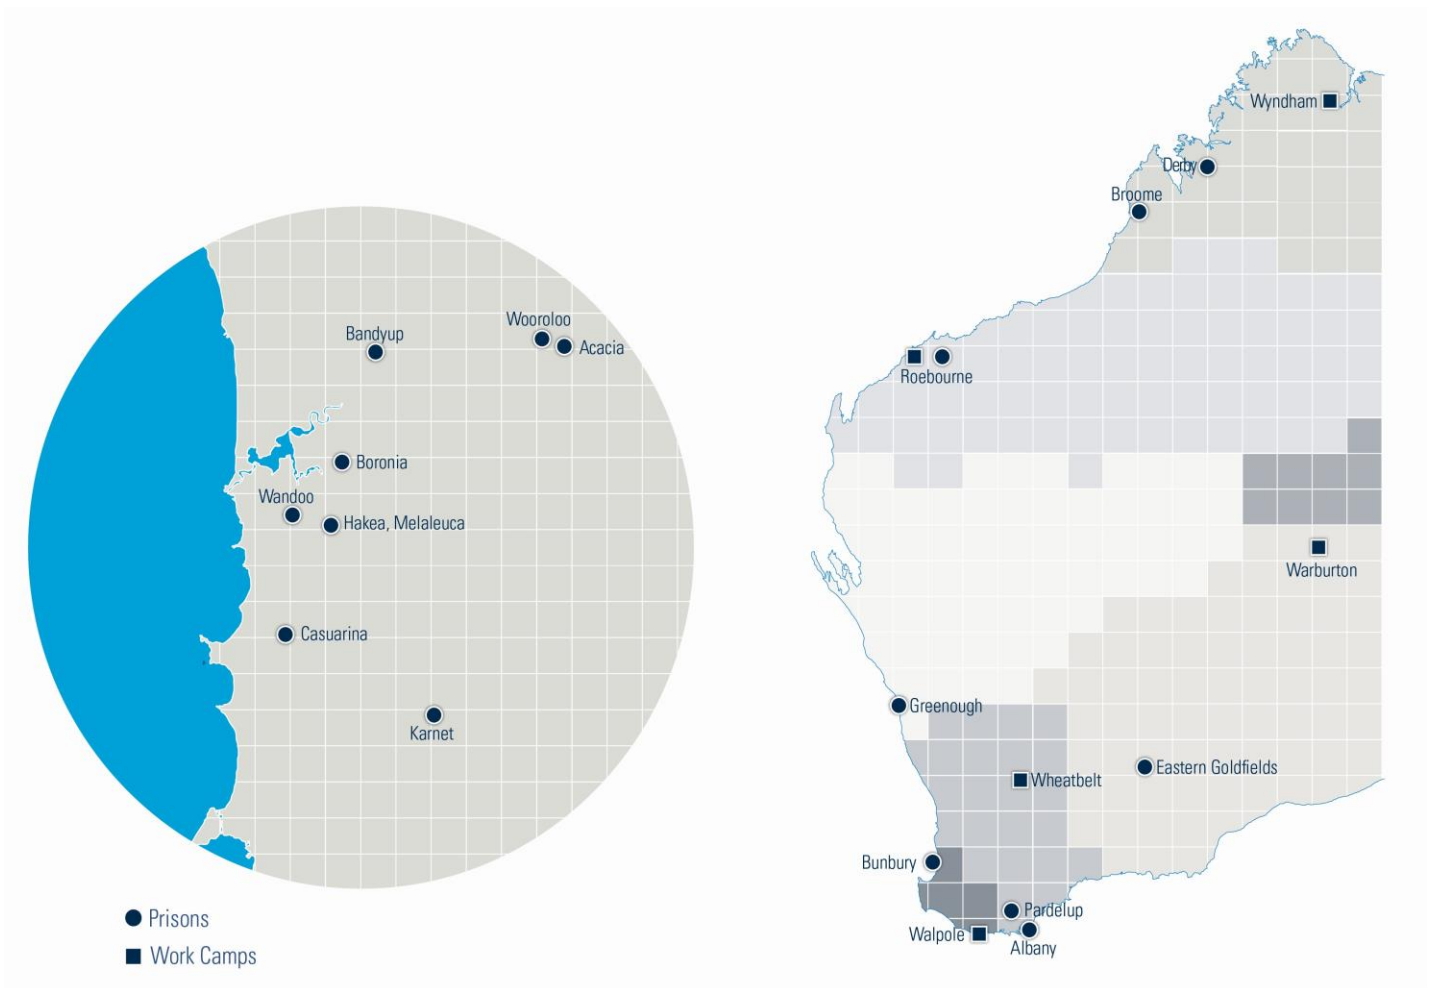 Wooroloo
Bandyup
Acacia
Boronia
Wandoo
Hakea, Melaleuca
Casuarina
Karnet
Prisons
Work Camps
Wyndham
Derby
Broome
Roebourne
Warburton
Greenough
Eastern Goldfields
Wheatbelt
Bunbury
Pardelup
Walpole
Albany